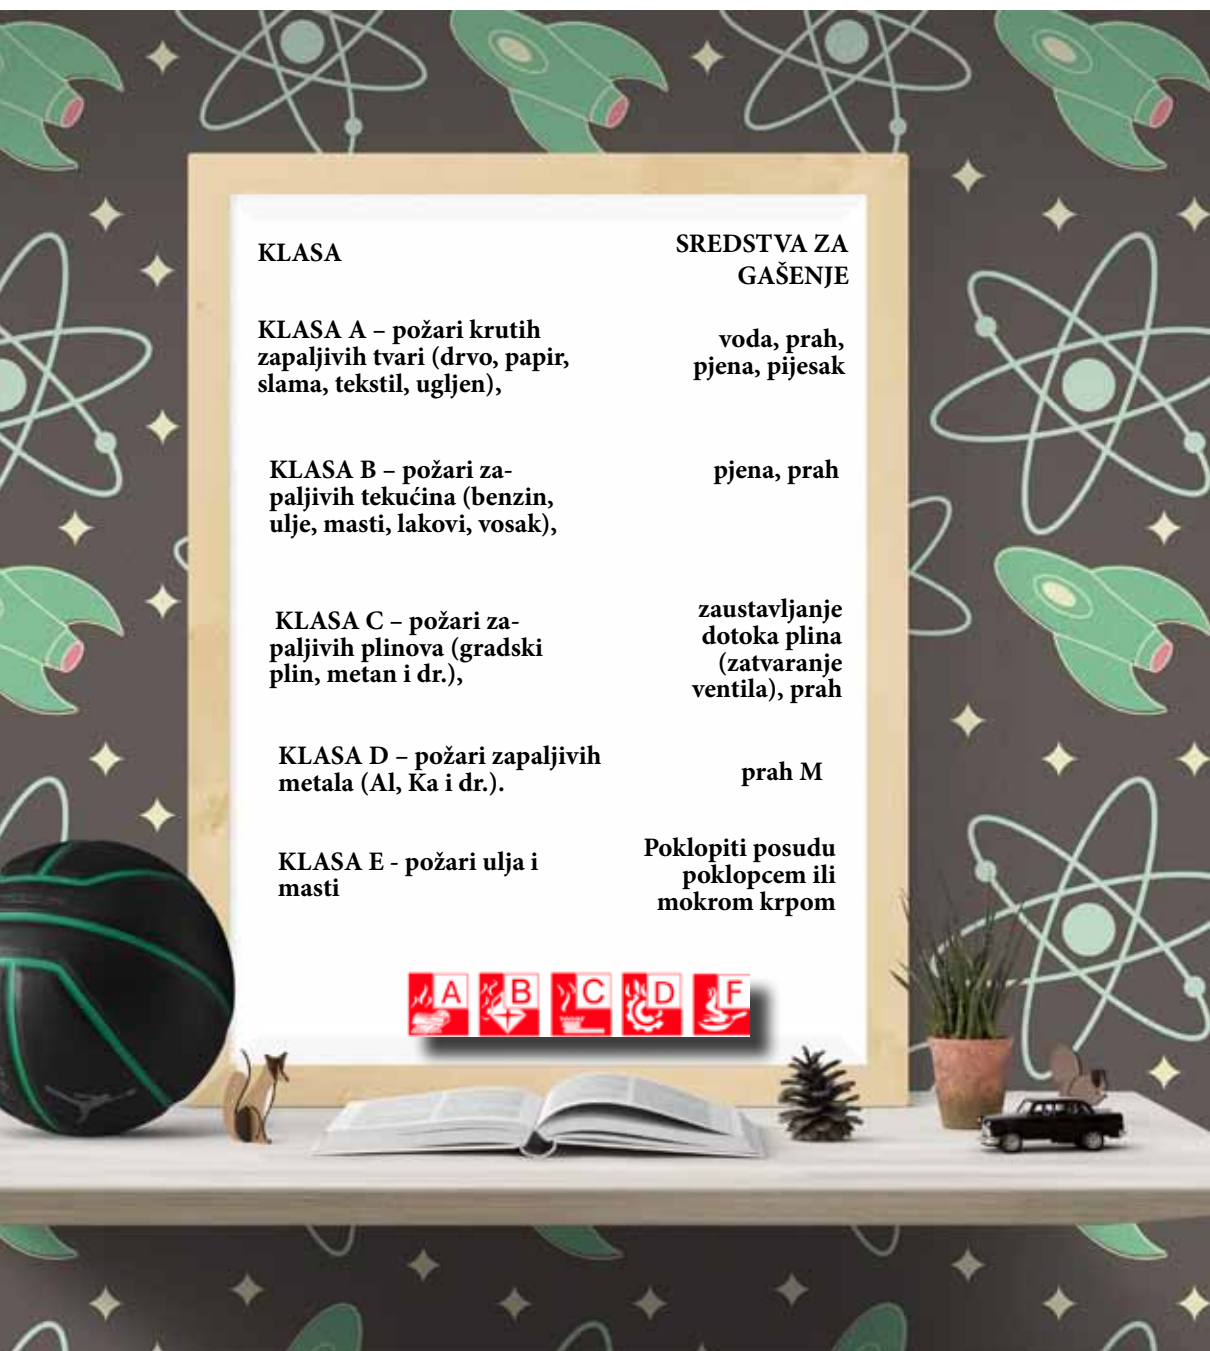 KLASA
SREDSTVA ZA
GAŠENJE
KLASA A – požari krutih
zapaljivih tvari (drvo, papir,
slama, tekstil, ugljen),
voda, prah,
pjena, pijesak
KLASA B – požari za-
paljivih tekućina (benzin,
ulje, masti, lakovi, vosak),
pjena, prah
KLASA C – požari za-
paljivih plinova (gradski
plin, metan i dr.),
zaustavljanje
dotoka plina
(zatvaranje
ventila), prah
KLASA D – požari zapaljivih
metala (Al, Ka i dr.).
prah M
KLASA E - požari ulja i
masti
Poklopiti posudu
poklopcem ili
mokrom krpom
A B C D F